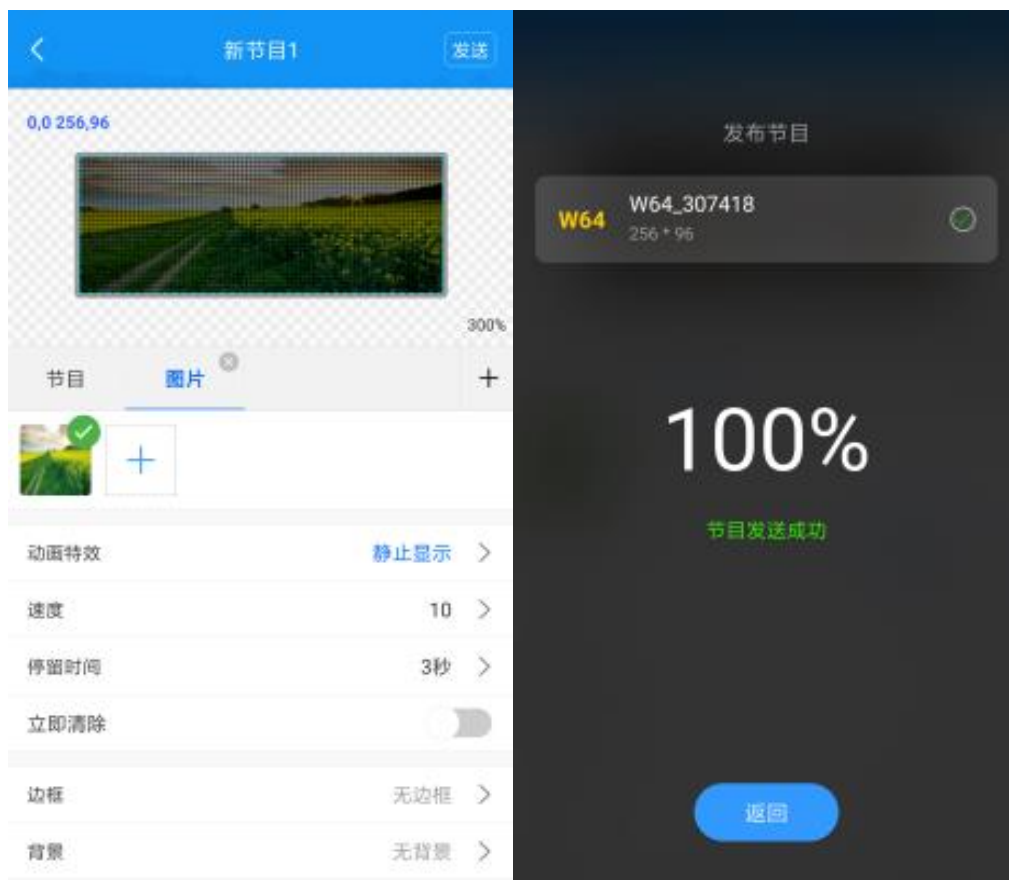 新节目1
发送
0,0 256,96
300%
节目
图片
动画特效
静止显示
速度
10
停留时间
3秒
立即清除
边框
无边框
背景
无背景
发布节目
W64
W64_307418
256 * 96
100%
节目发送成功
返回